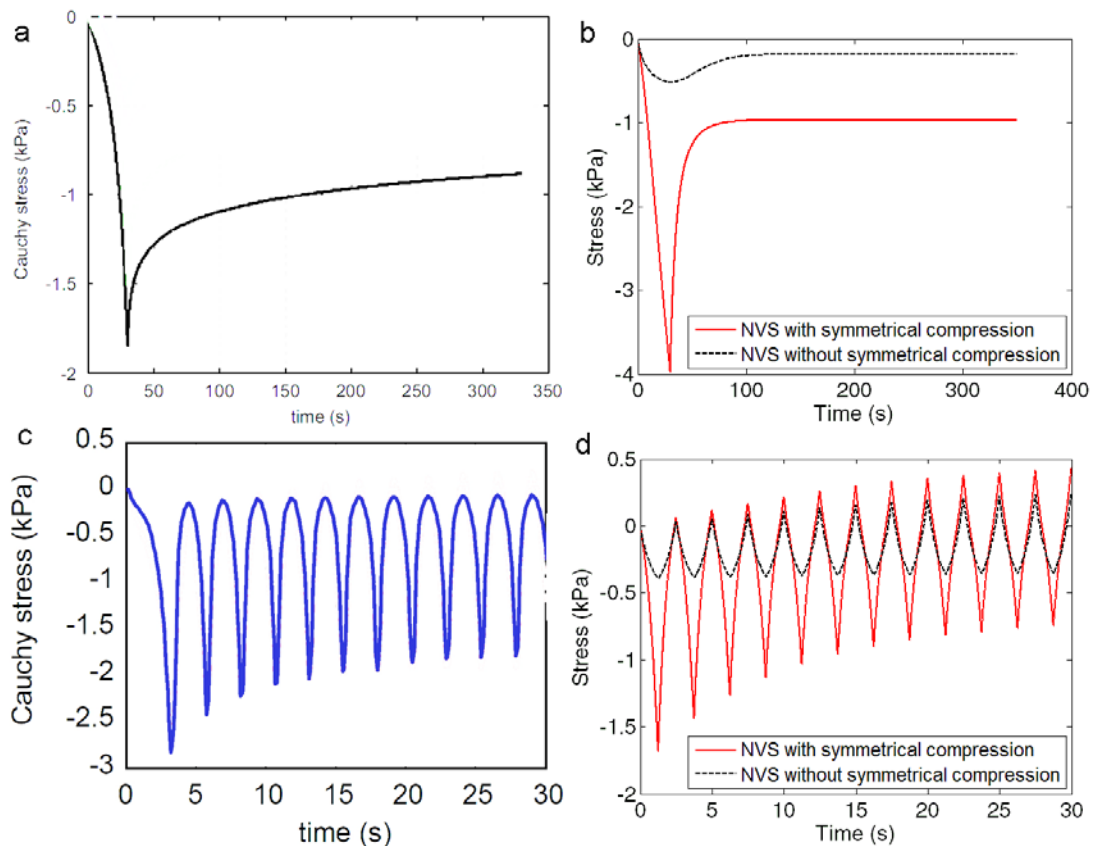 a
0
-0.5
-1
-1.5
-2
Cauchy stress (kPa)
0 50 100 150 200 250 300 350
time (s)
b
0
-1
-2
-3
-4
Stress (kPa)
NVS with symmetrical compression
NVS without symmetrical compression
0 100 200 300 400
Time (s)
c
0.5
0
-0.5
-1
-1.5
-2
-2.5
-3
Cauchy stress (kPa)
0 5 10 15 20 25 30
time (s)
d
0.5
0
-0.5
-1
-1.5
-2
Stress (kPa)
NVS with symmetrical compression
NVS without symmetrical compression
0 5 10 15 20 25 30
Time (s)